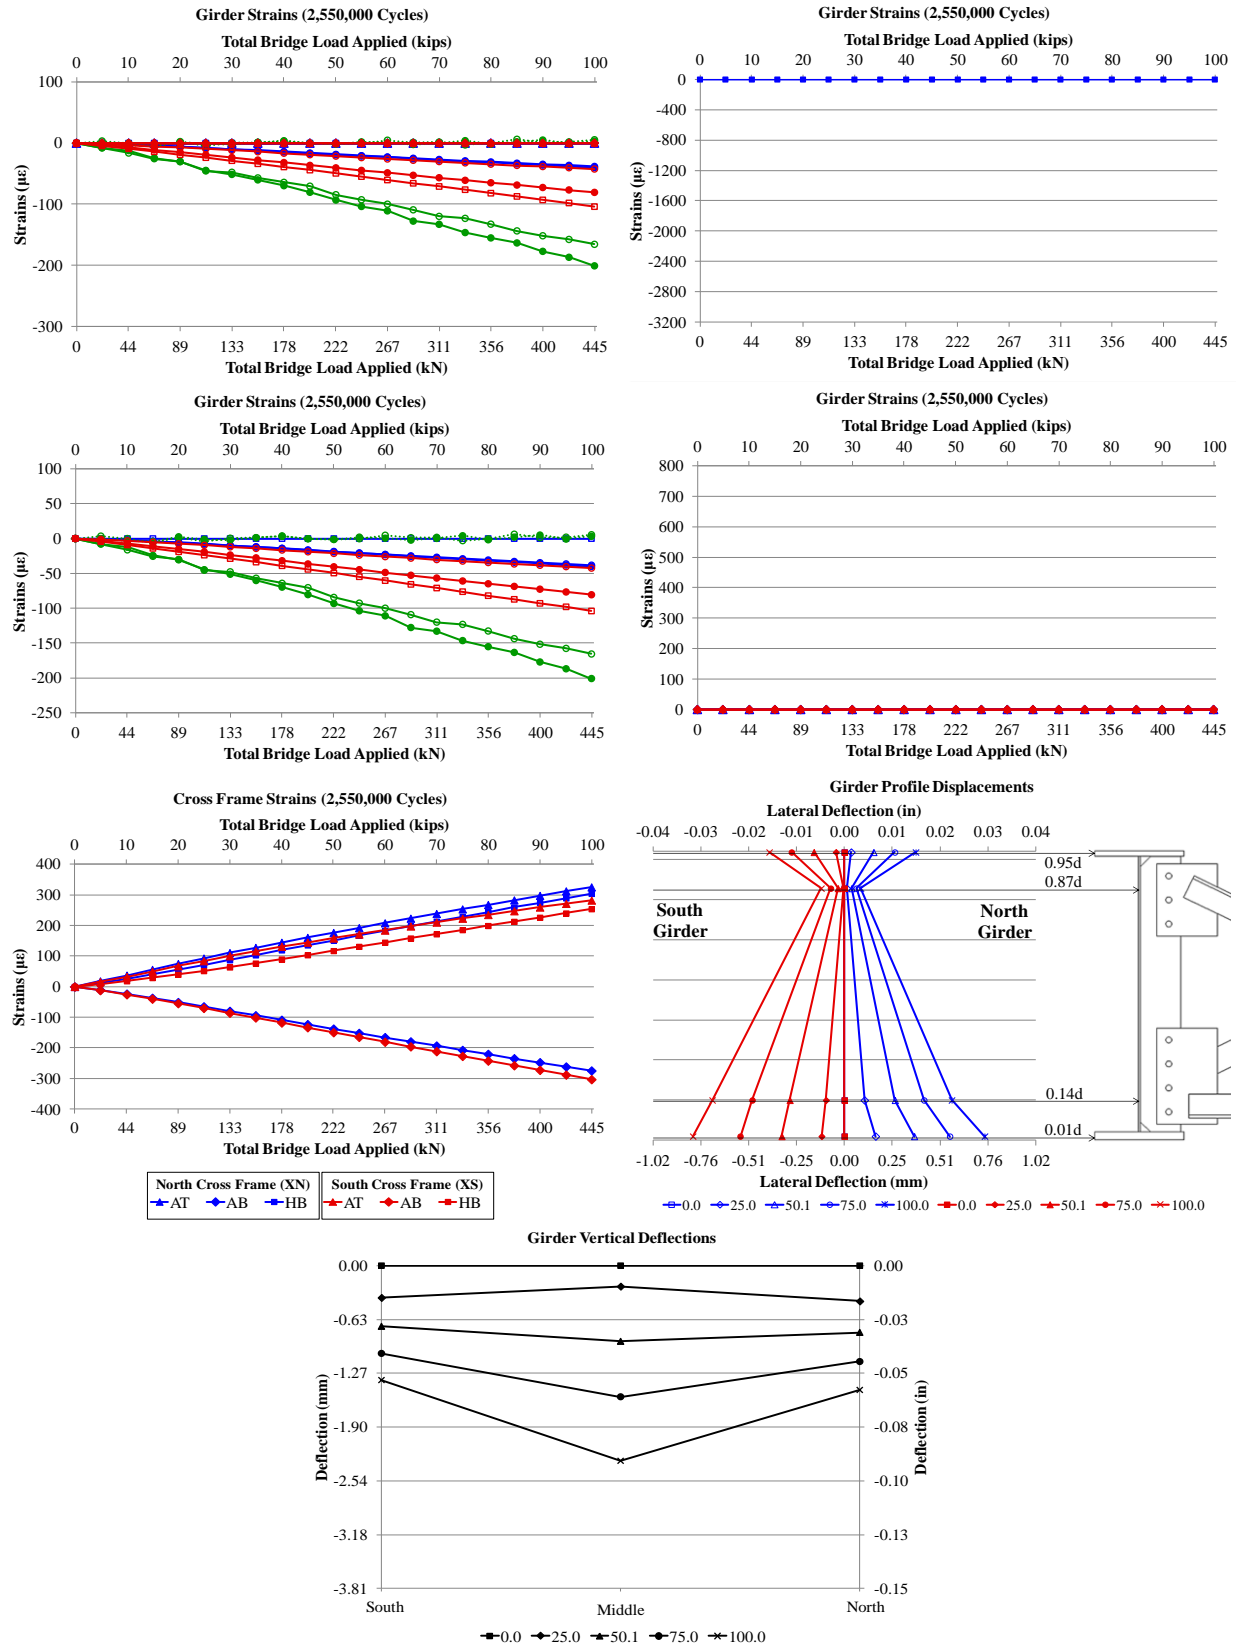 Girder Strains (2,550,000 Cycles)
Total Bridge Load Applied (kips)
0 10 20 30 40 50 60 70 80 90 100
100
0
-100
-200
-300
Strains (με)
0 44 89 133 178 222 267 311 356 400 445
Total Bridge Load Applied (kN)
Girder Strains (2,550,000 Cycles)
Total Bridge Load Applied (kips)
0 10 20 30 40 50 60 70 80 90 100
0
-400
-800
-1200
-1600
-2000
-2400
-2800
-3200
Strains (με)
0 44 89 133 178 222 267 311 356 400 445
Total Bridge Load Applied (kN)
Girder Strains (2,550,000 Cycles)
Total Bridge Load Applied (kips)
0 10 20 30 40 50 60 70 80 90 100
100
50
0
-50
-100
-150
-200
-250
Strains (με)
0 44 89 133 178 222 267 311 356 400 445
Total Bridge Load Applied (kN)
Girder Strains (2,550,000 Cycles)
Total Bridge Load Applied (kips)
0 10 20 30 40 50 60 70 80 90 100
800
700
600
500
400
300
200
100
0
Strains (με)
0 44 89 133 178 222 267 311 356 400 445
Total Bridge Load Applied (kN)
Cross Frame Strains (2,550,000 Cycles)
Total Bridge Load Applied (kips)
0 10 20 30 40 50 60 70 80 90 100
400
300
200
100
0
-100
-200
-300
-400
Strains (με)
0 44 89 133 178 222 267 311 356 400 445
Total Bridge Load Applied (kN)
North Cross Frame (XN) South Cross Frame (XS)
AT AB HB AT AB HB
Girder Profile Displacements
Lateral Deflection (in)
-0.04 -0.03 -0.02 -0.01 0.00 0.01 0.02 0.03 0.04
0.95d
0.87d
South
Girder
North
Girder
0.14d
0.01d
-1.02 -0.76 -0.51 -0.25 0.00 0.25 0.51 0.76 1.02
Lateral Deflection (mm)
0.0 25.0 50.1 75.0 100.0 0.0 25.0 50.1 75.0 100.0
Girder Vertical Deflections
0.00 0.00
-0.63 -0.03
-1.27 -0.05
-1.90 -0.08
-2.54 -0.10
-3.18 -0.13
-3.81 -0.15
Deflection (mm)
Deflection (in)
South Middle North
0.0 25.0 50.1 75.0 100.0